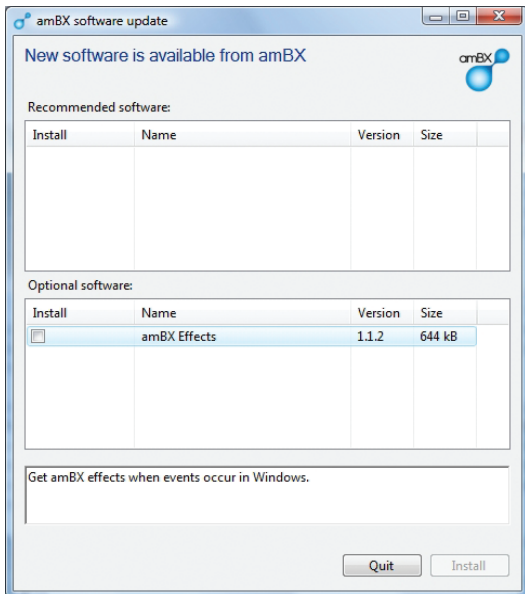 amBX software update
New software is available from amBX
amBX
Recommended software:
Install Name Version Size
Optional software:
Install Name Version Size
amBX Effects 1.1.2 644 kB
Get amBX effects when events occur in Windows.
Quit Install